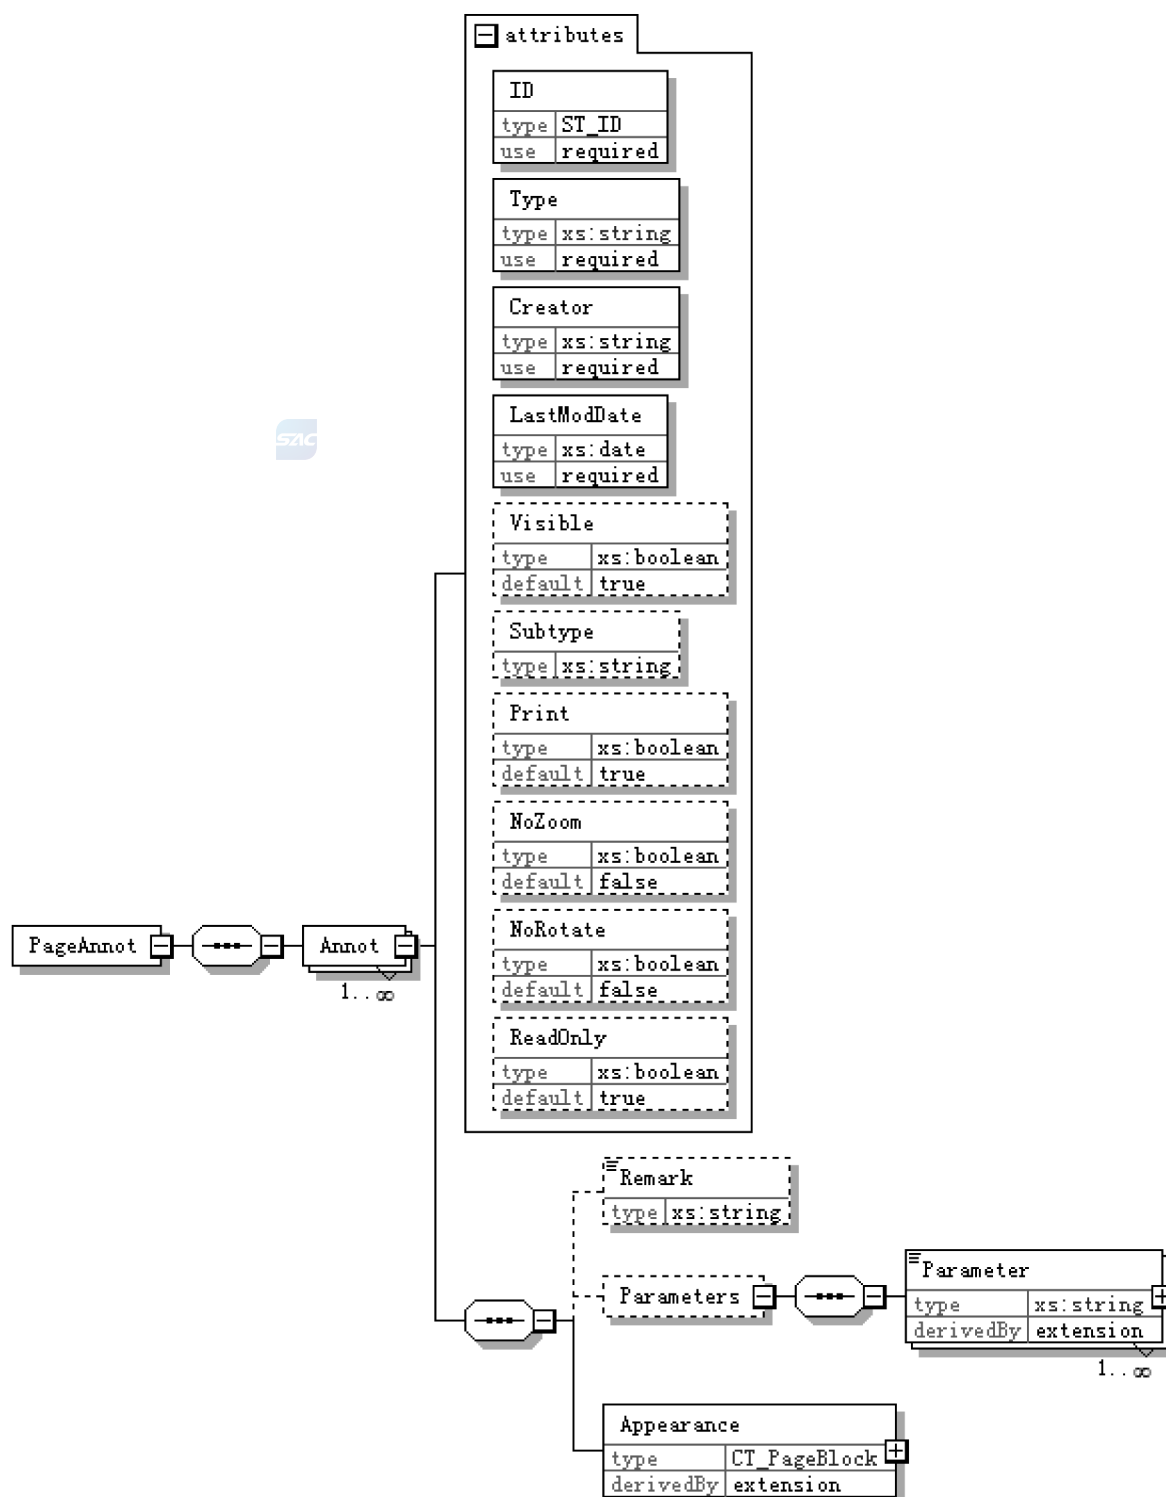 attributes
ID
type ST_ID
use required
Type
type xs:string
use required
Creator
type xs:string
use required
LastModDate
type xs:date
use required
SAC
Visible
type xs:boolean
default true
Subtype
type xs:string
Print
type xs:boolean
default true
NoZoom
type xs:boolean
default false
PageAnnot
Annot
1..∞
NoRotate
type xs:boolean
default false
ReadOnly
type xs:boolean
default true
Remark
type xs:string
Parameters
Parameter
type xs:string
derivedBy extension
1..∞
Appearance
type CT_PageBlock
derivedBy extension